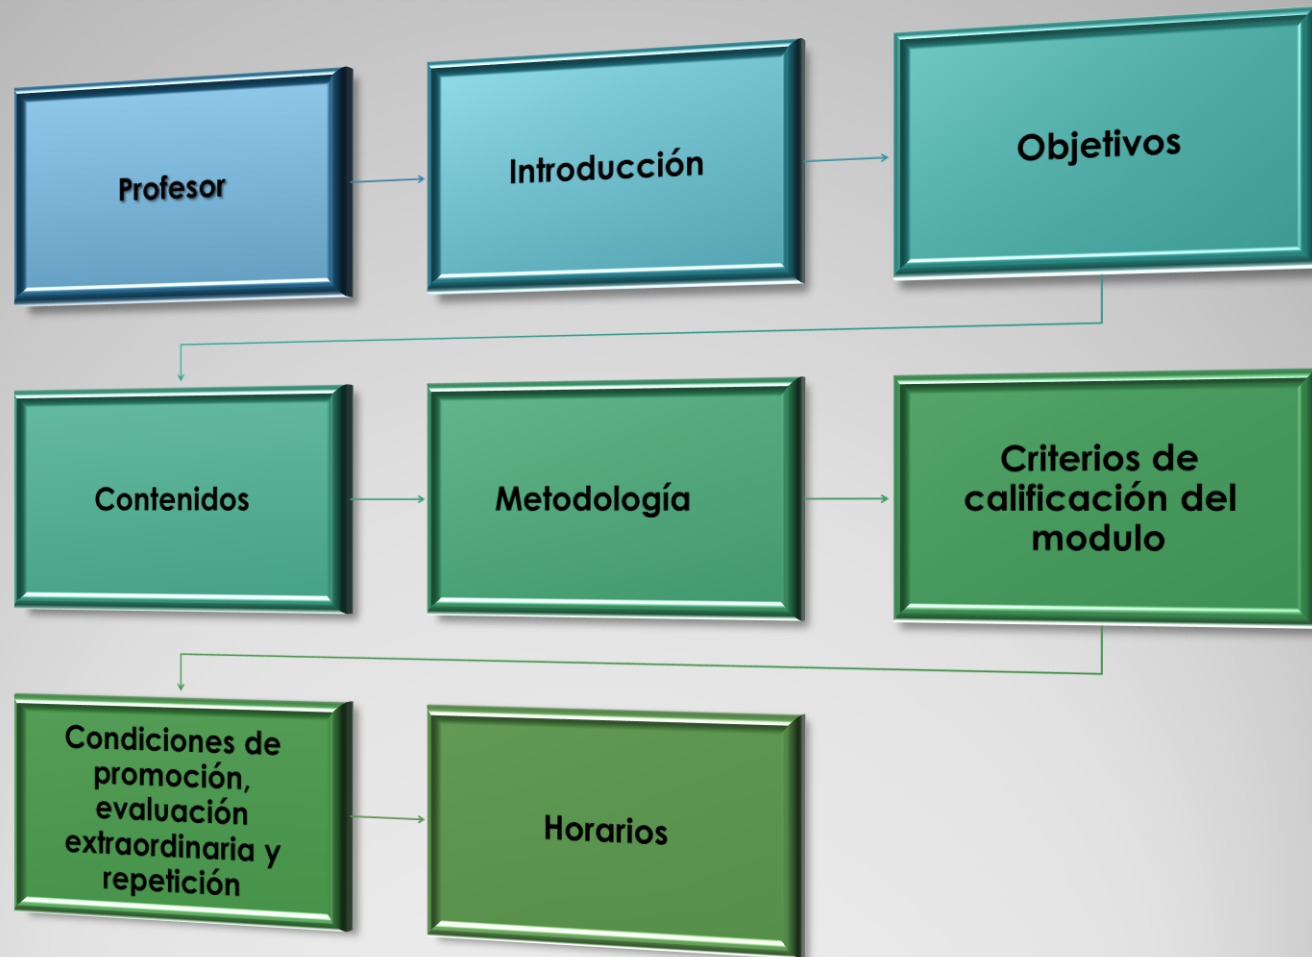 Profesor
Introducción
Objetivos
Contenidos
Metodología
Criterios de
calificación del
modulo
Condiciones de
promoción,
evaluación
extraordinaria y
repetición
Horarios